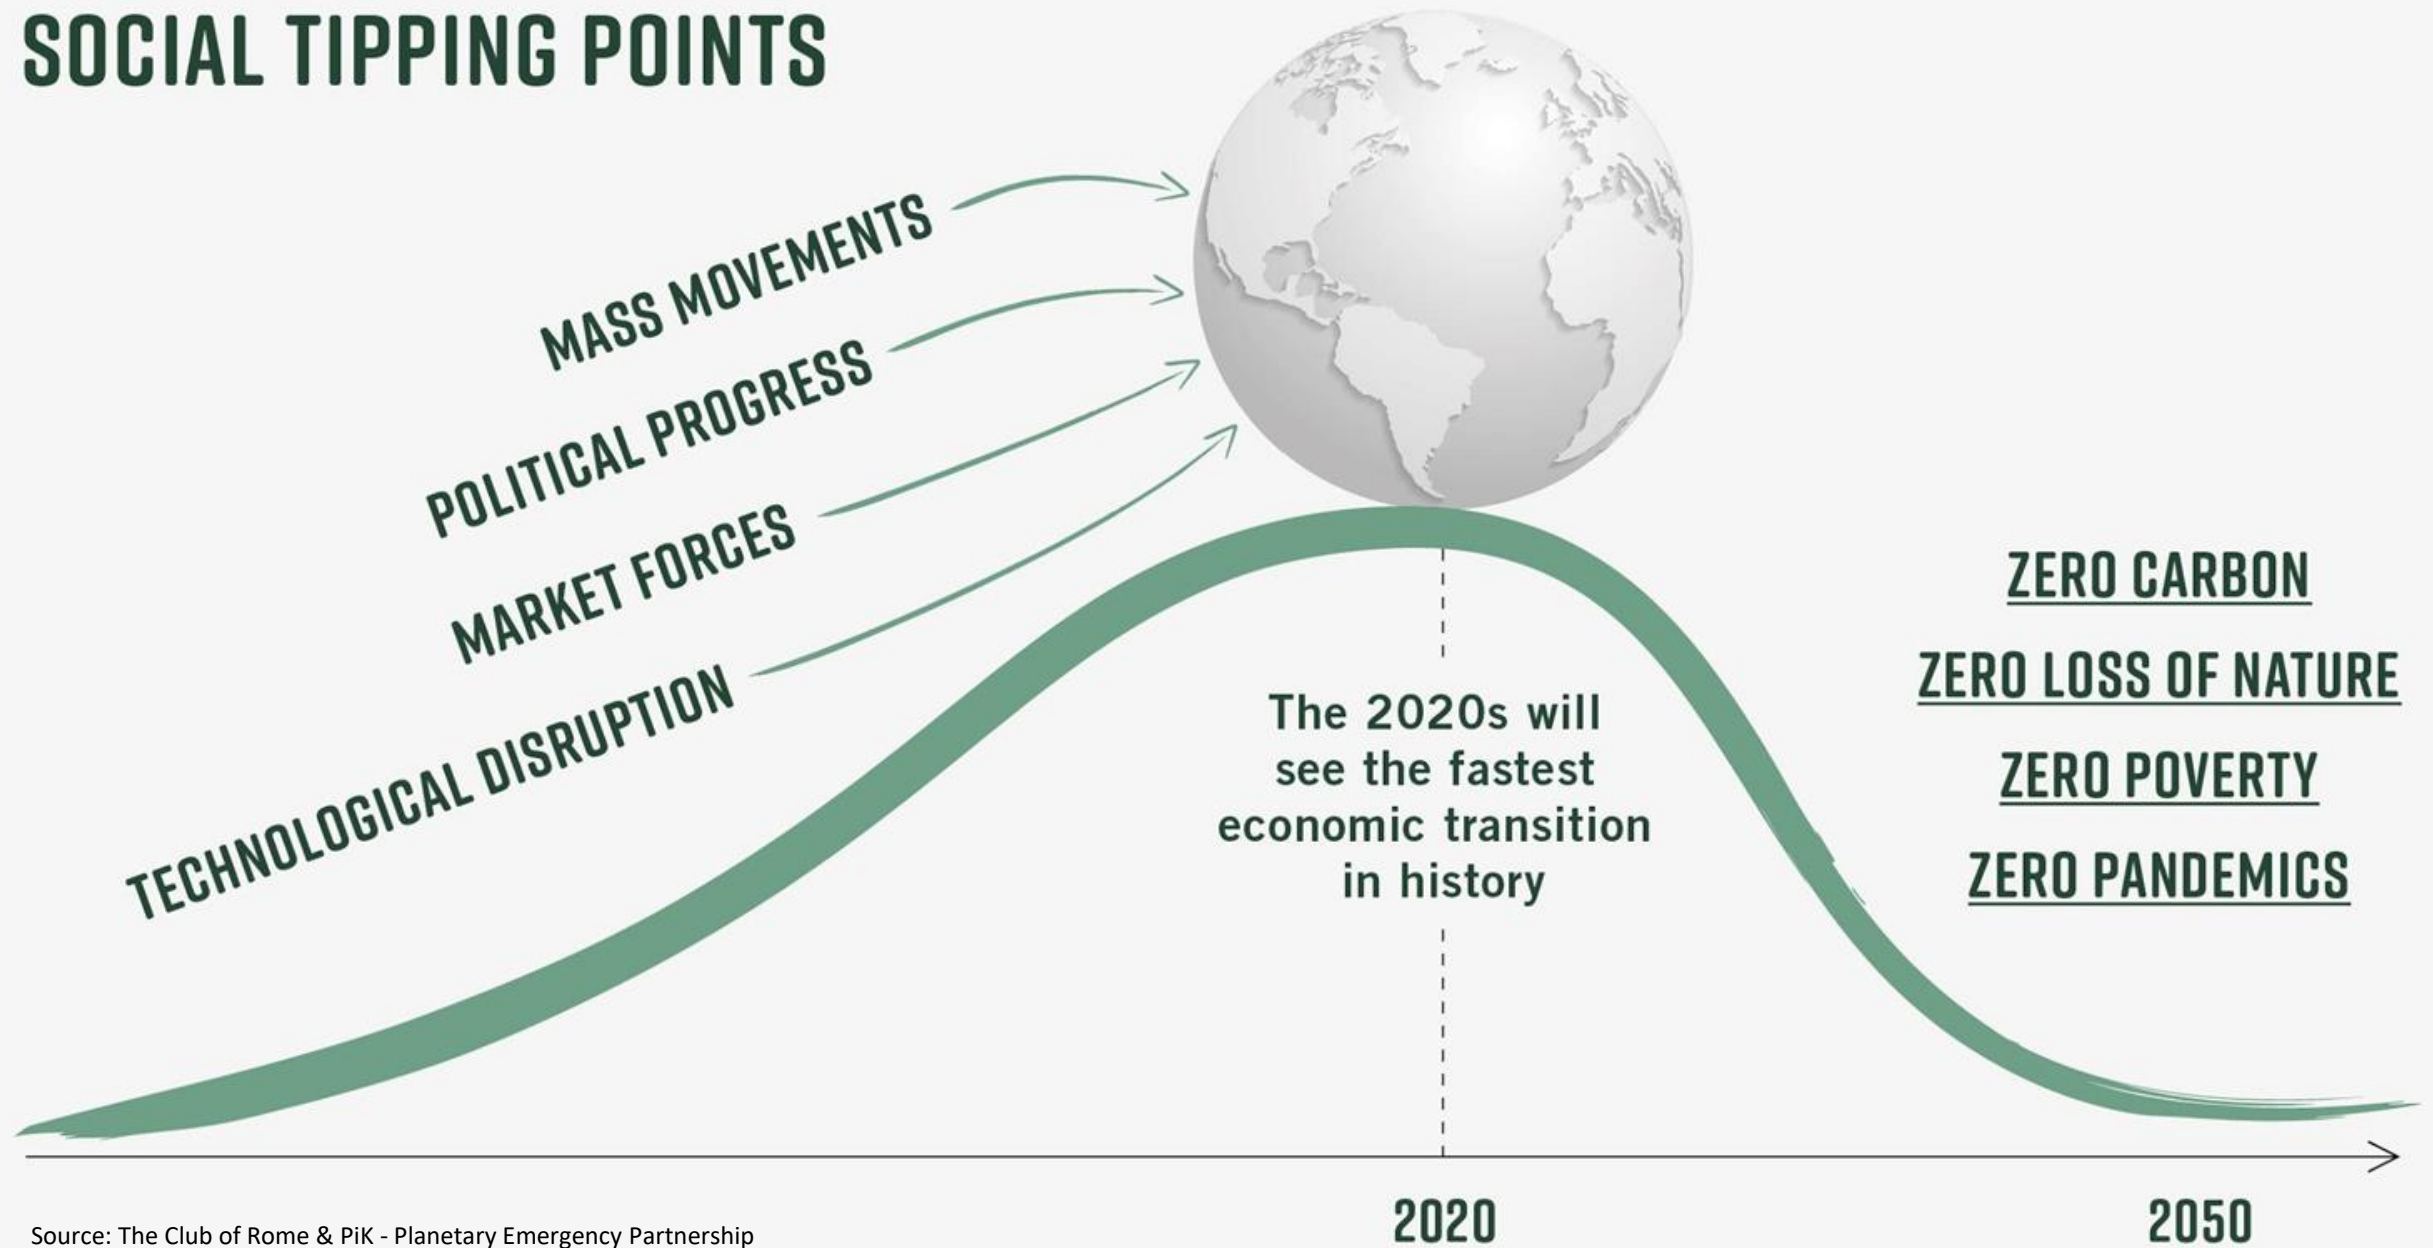 SOCIAL TIPPING POINTS
MASS MOVEMENTS
POLITICAL PROGRESS
MARKET FORCES
TECHNOLOGICAL DISRUPTION
The 2020s will
see the fastest
economic transition
in history
ZERO CARBON
ZERO LOSS OF NATURE
ZERO POVERTY
ZERO PANDEMICS
2020
2050
Source: The Club of Rome & PiK - Planetary Emergency Partnership